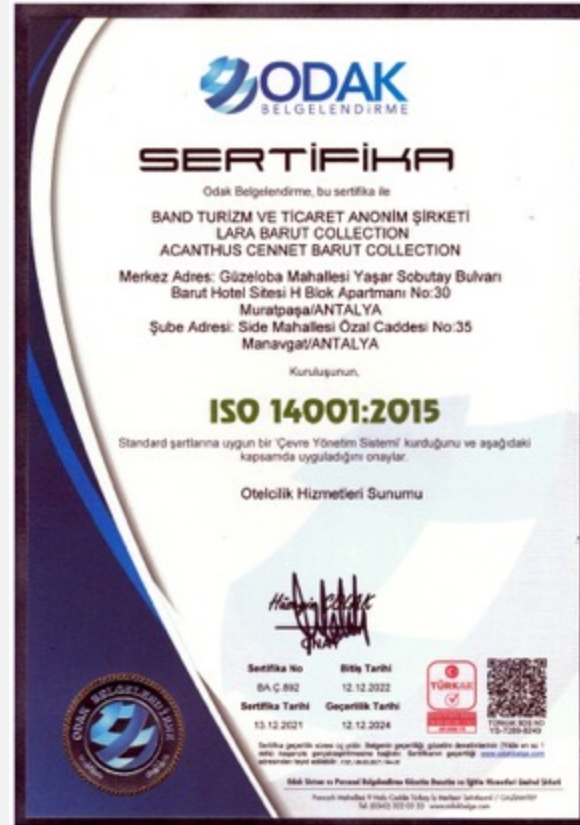 ODAK
BELGELENDİRME
SERTİFİKA
Odak Belgelendirme, bu sertifika ile
BAND TURİZM VE TİCARET ANONİM ŞİRKETİ
LARA BARUT COLLECTION
ACANTHUS CENNET BARUT COLLECTION
Merkez Adres: Güzeloba Mahallesi Yaşar Sobutay Bulvarı
Barut Hotel Sitesi H Blok Apartmanı No:30
Muratpaşa/ANTALYA
Şube Adresi: Side Mahallesi Özal Caddesi No:35
Manavgat/ANTALYA
Kuruluşunun,
ISO 14001:2015
Standard şartlarına uygun bir 'Çevre Yönetim Sistemi' kurduğunu ve aşağıdaki
kapsamda uyguladığını onaylar.
Otelcilik Hizmetleri Sunumu
ONAY
Sertifika No Bitiş Tarihi
BA.Ç.892 12.12.2022
Sertifika Tarihi Geçerlilik Tarihi
13.12.2021 12.12.2024
TÜRKAK
ODAK BELGELENDİRME